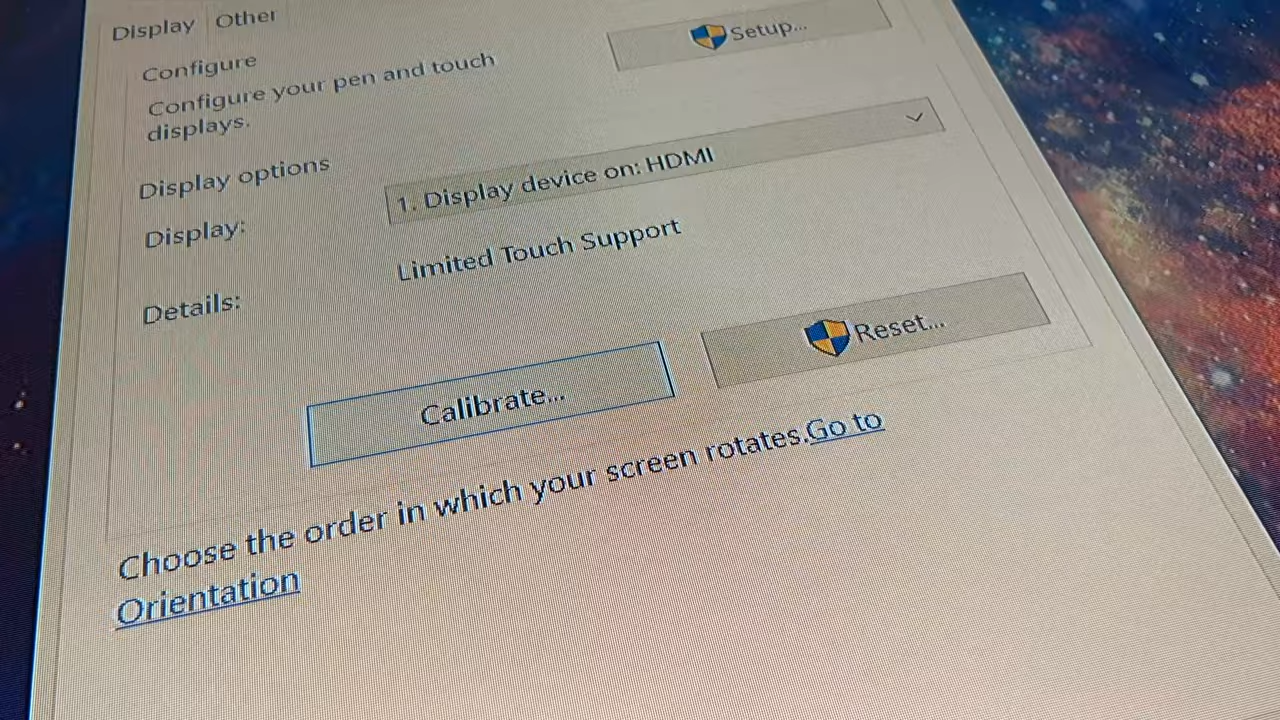 Display Other
Configure
Configure your pen and touch
displays.
Setup...
Display options
Display:
1. Display device on: HDMI
Details:
Limited Touch Support
Calibrate...
Reset...
Choose the order in which your screen rotates.Go to
Orientation